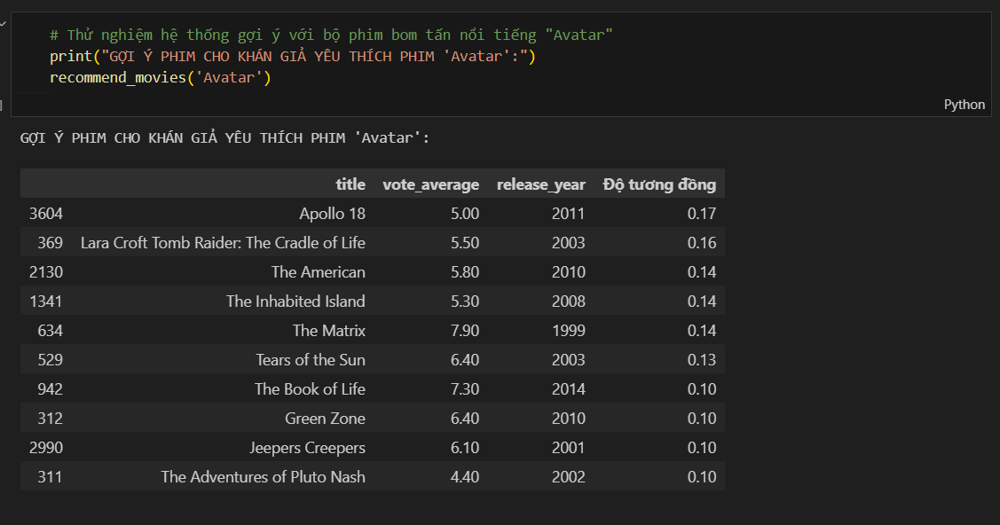 # Thử nghiệm hệ thống gợi ý với bộ phim bom tấn nổi tiếng "Avatar"
print("GỢI Ý PHIM CHO KHÁN GIẢ YÊU THÍCH PHIM 'Avatar':")
recommend_movies('Avatar')
Python
GỢI Ý PHIM CHO KHÁN GIẢ YÊU THÍCH PHIM 'Avatar':
title vote_average release_year Độ tương đồng
3604 Apollo 18 5.00 2011 0.17
369 Lara Croft Tomb Raider: The Cradle of Life 5.50 2003 0.16
2130 The American 5.80 2010 0.14
1341 The Inhabited Island 5.30 2008 0.14
634 The Matrix 7.90 1999 0.14
529 Tears of the Sun 6.40 2003 0.13
942 The Book of Life 7.30 2014 0.10
312 Green Zone 6.40 2010 0.10
2990 Jeepers Creepers 6.10 2001 0.10
311 The Adventures of Pluto Nash 4.40 2002 0.10